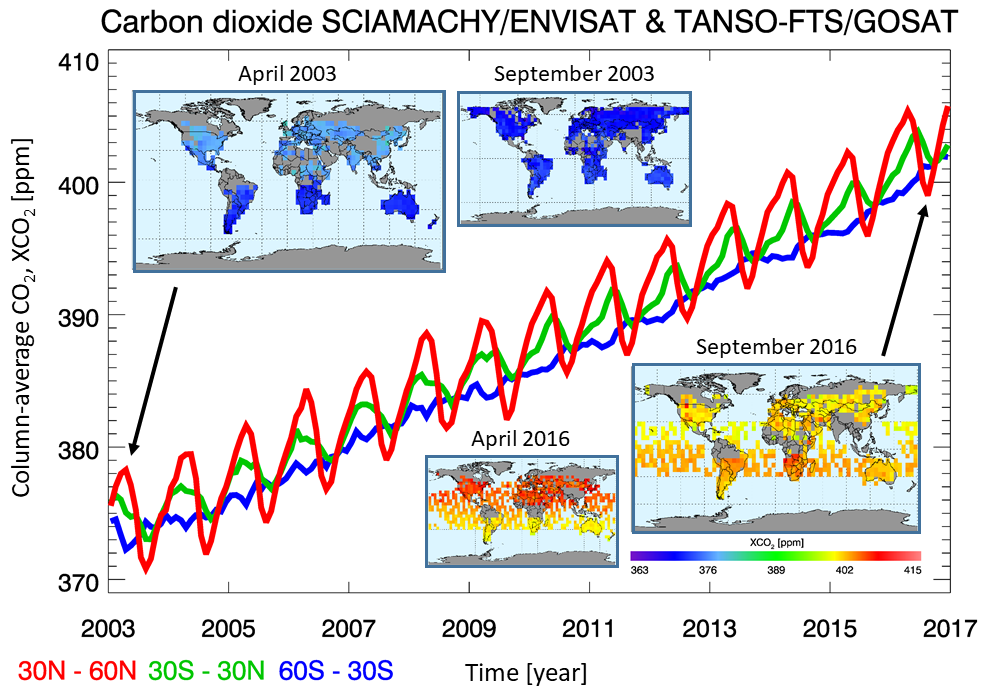 Carbon dioxide SCIAMACHY/ENVISAT & TANSO-FTS/GOSAT
Column-average CO₂, XCO₂ [ppm]
410
400
390
380
370
April 2003
September 2003
September 2016
April 2016
XCO₂ [ppm]
363 376 389 402 415
2003 2005 2007 2009 2011 2013 2015 2017
30N - 60N 30S - 30N 60S - 30S
Time [year]